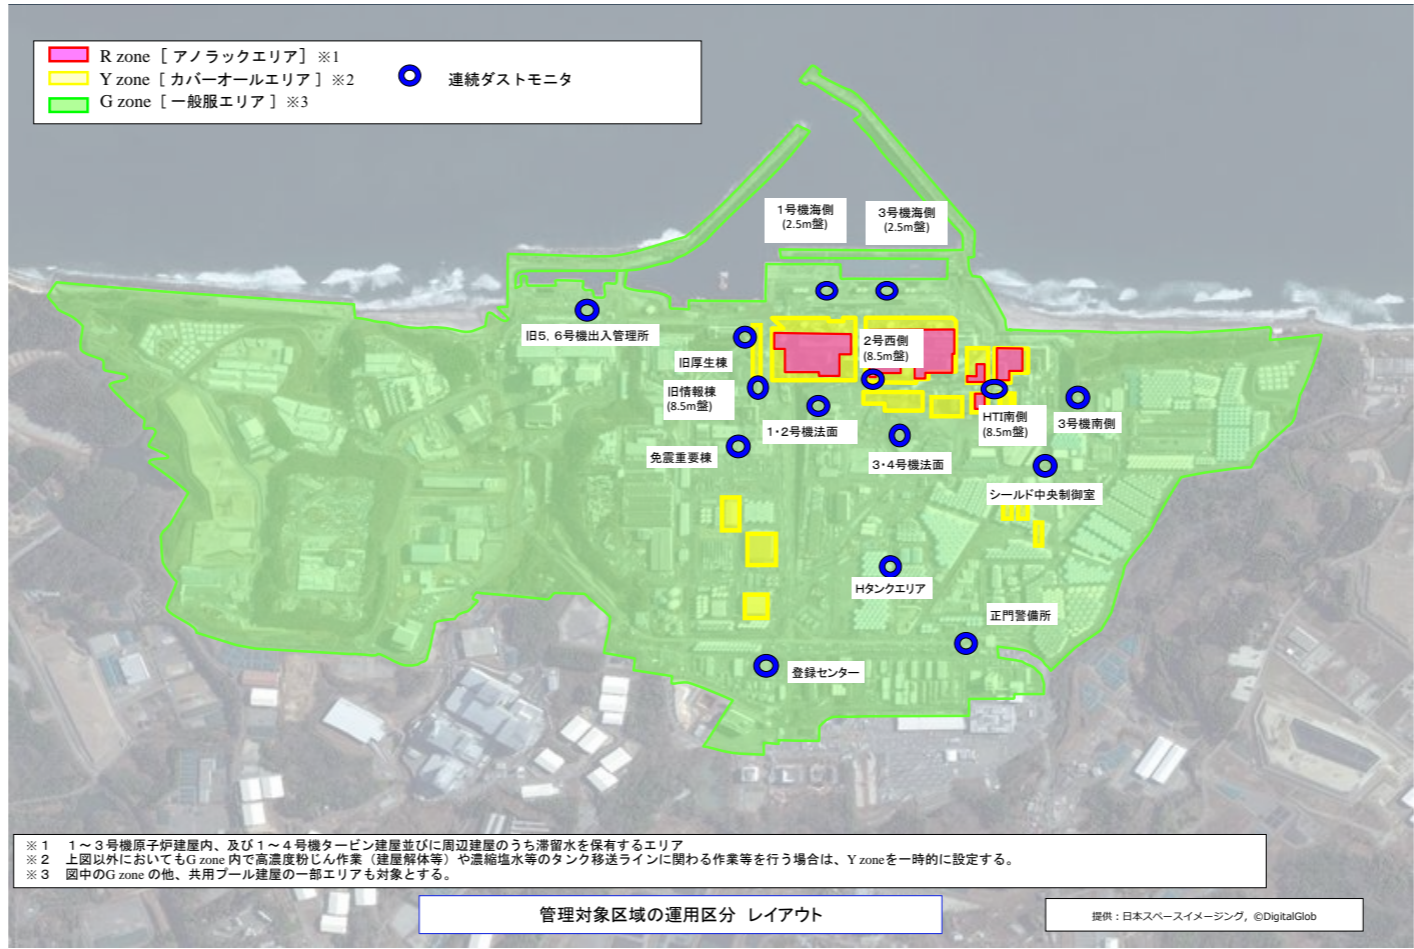 R zone［アノラックエリア］※1
Y zone［カバーオールエリア］※2
G zone［一般服エリア］※3
連続ダストモニタ
1号機海側
(2.5m盤)
3号機海側
(2.5m盤)
旧5，6号機出入管理所
旧厚生棟
2号西側
(8.5m盤)
旧情報棟
(8.5m盤)
1・2号機法面
HTI南側
(8.5m盤)
3号機南側
免震重要棟
3・4号機法面
シールド中央制御室
Hタンクエリア
正門警備所
登録センター
※１　１～３号機原子炉建屋内、及び１～４号機タービン建屋並びに周辺建屋のうち滞留水を保有するエリア
※２　上図以外においてもG zone 内で高濃度粉じん作業（建屋解体等）や濃縮塩水等のタンク移送ラインに関わる作業等を行う場合は、Y zoneを一時的に設定する。
※３　図中のG zone の他、共用プール建屋の一部エリアも対象とする。
管理対象区域の運用区分 レイアウト
提供：日本スペースイメージング，©DigitalGlob